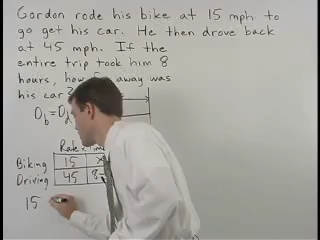 Gordon rode his bike at 15 mph to
go get his car. He then drove back
at 45 mph. If the
entire trip took him 8
hours, how away was
his car?
D_b = D_d
Rate x
Biking 15 x
Driving 45 8-
15